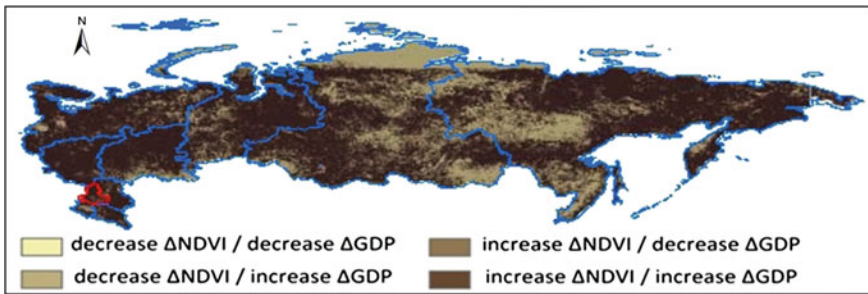 N
decrease ΔNDVI / decrease ΔGDP
increase ΔNDVI / decrease ΔGDP
decrease ΔNDVI / increase ΔGDP
increase ΔNDVI / increase ΔGDP